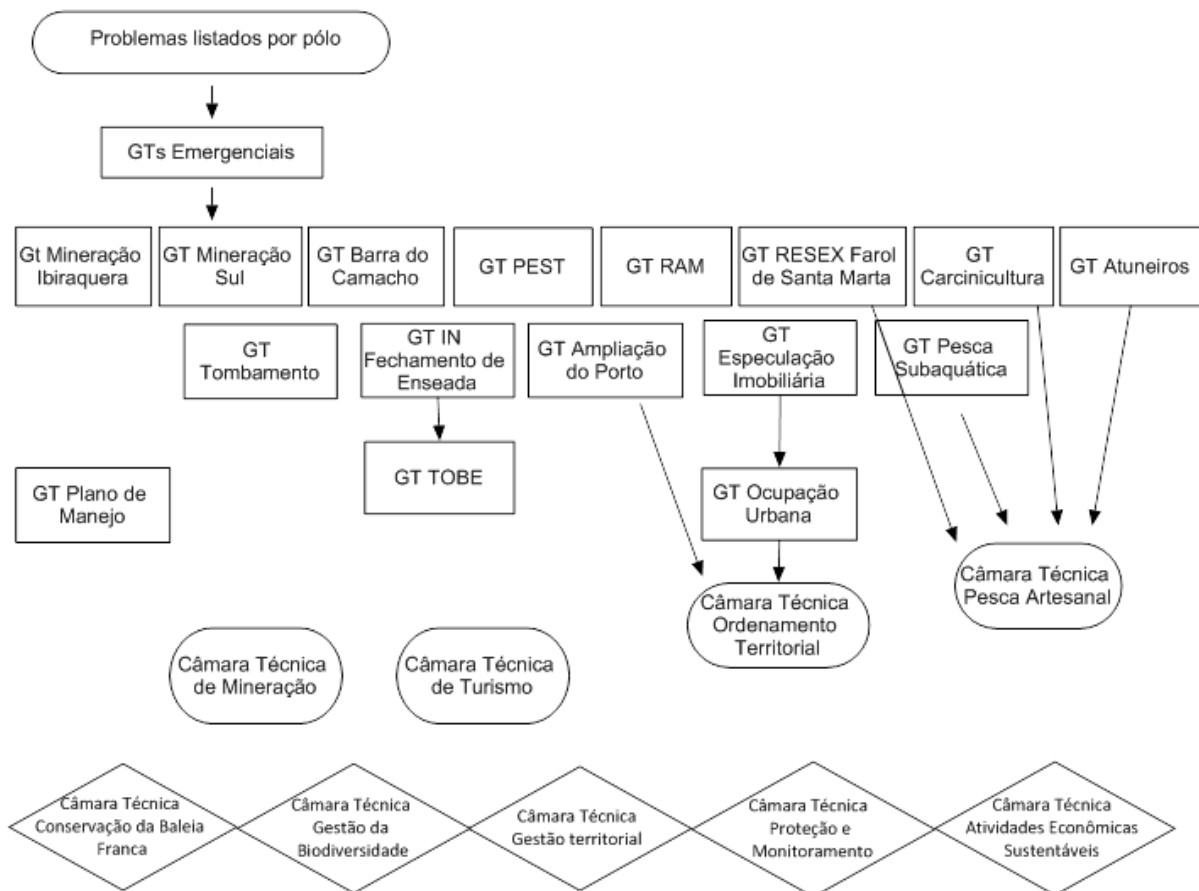 Problemas listados por pólo
GTs Emergenciais
Gt Mineração
Ibiraquera
GT Mineração
Sul
GT Barra do
Camacho
GT PEST
GT RAM
GT RESEX Farol
de Santa Marta
GT
Carcinicultura
GT Atuneiros
GT
Tombamento
GT IN
Fechamento de
Enseada
GT Ampliação
do Porto
GT
Especulação
Imobiliária
GT Pesca
Subaquática
GT TOBE
GT Plano de
Manejo
GT Ocupação
Urbana
Câmara Técnica
Pesca Artesanal
Câmara Técnica
Ordenamento
Territorial
Câmara Técnica
de Mineração
Câmara Técnica
de Turismo
Câmara Técnica
Conservação da Baleia
Franca
Câmara Técnica
Gestão da
Biodiversidade
Câmara Técnica
Gestão territorial
Câmara Técnica
Proteção e
Monitoramento
Câmara Técnica
Atividades Econômicas
Sustentáveis